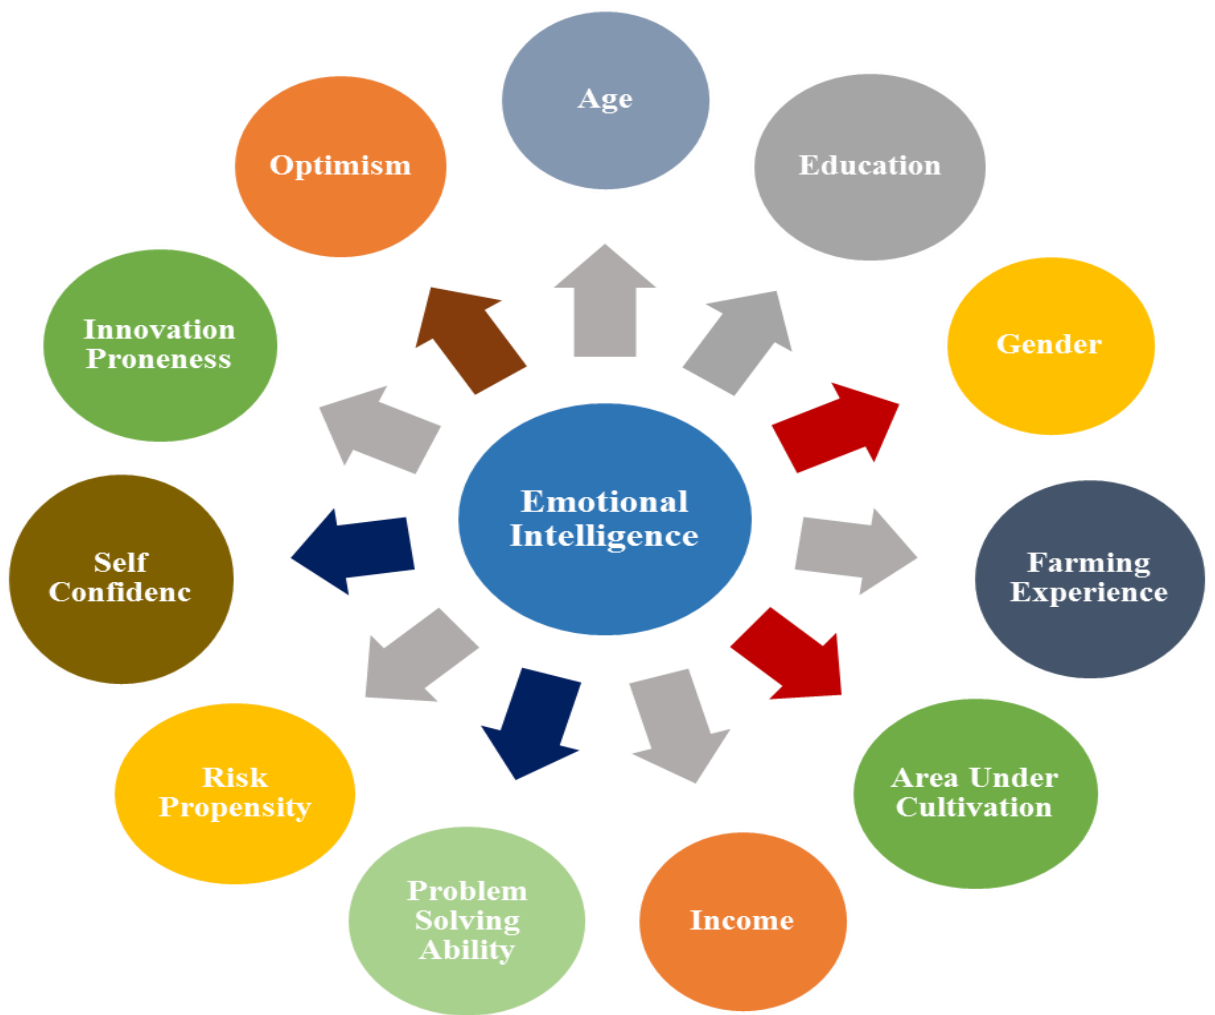 Age
Education
Gender
Farming
Experience
Area Under
Cultivation
Income
Problem
Solving
Ability
Risk
Propensity
Self
Confidenc
Innovation
Proneness
Optimism
Emotional
Intelligence